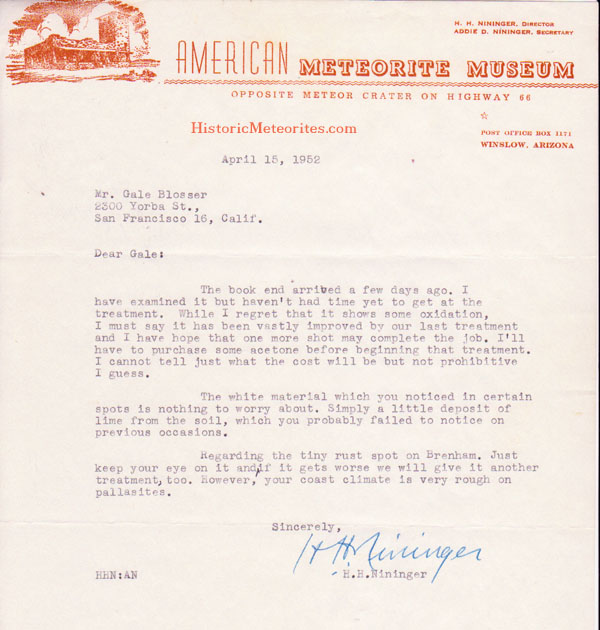 H. H. NININGER, DIRECTOR
ADDIE D. NININGER, SECRETARY
AMERICAN METEORITE MUSEUM
OPPOSITE METEOR CRATER ON HIGHWAY 66
HistoricMeteorites.com
POST OFFICE BOX 1171
WINSLOW, ARIZONA
April 15, 1952
Mr. Gale Blosser
2300 Yorba St.,
San Francisco 16, Calif.
Dear Gale:
The book end arrived a few days ago. I
have examined it but haven't had time yet to get at the
treatment. While I regret that it shows some oxidation,
I must say it has been vastly improved by our last treatment
and I have hope that one more shot may complete the job. I'll
have to purchase some acetone before beginning that treatment.
I cannot tell just what the cost will be but not prohibitive
I guess.
The white material which you noticed in certain
spots is nothing to worry about. Simply a little deposit of
lime from the soil, which you probably failed to notice on
previous occasions.
Regarding the tiny rust spot on Brenham. Just
keep your eye on it and,if it gets worse we will give it another
treatment, too. However, your coast climate is very rough on
pallasites.
Sincerely,
H. H. Nininger
HHN:AN H.H.Nininger